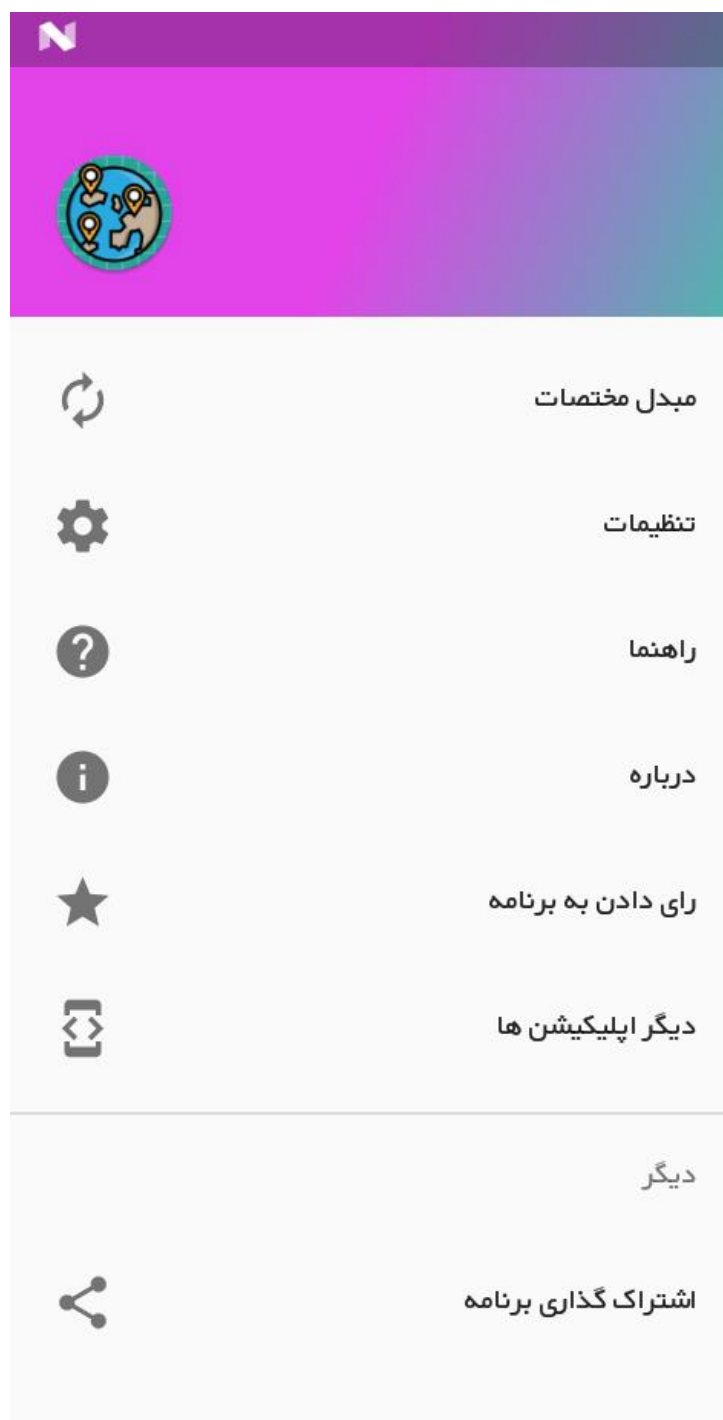 مبدل مختصات
تنظیمات
راهنما
درباره
رای دادن به برنامه
دیگر اپلیکیشن ها
دیگر
اشتراک گذاری برنامه